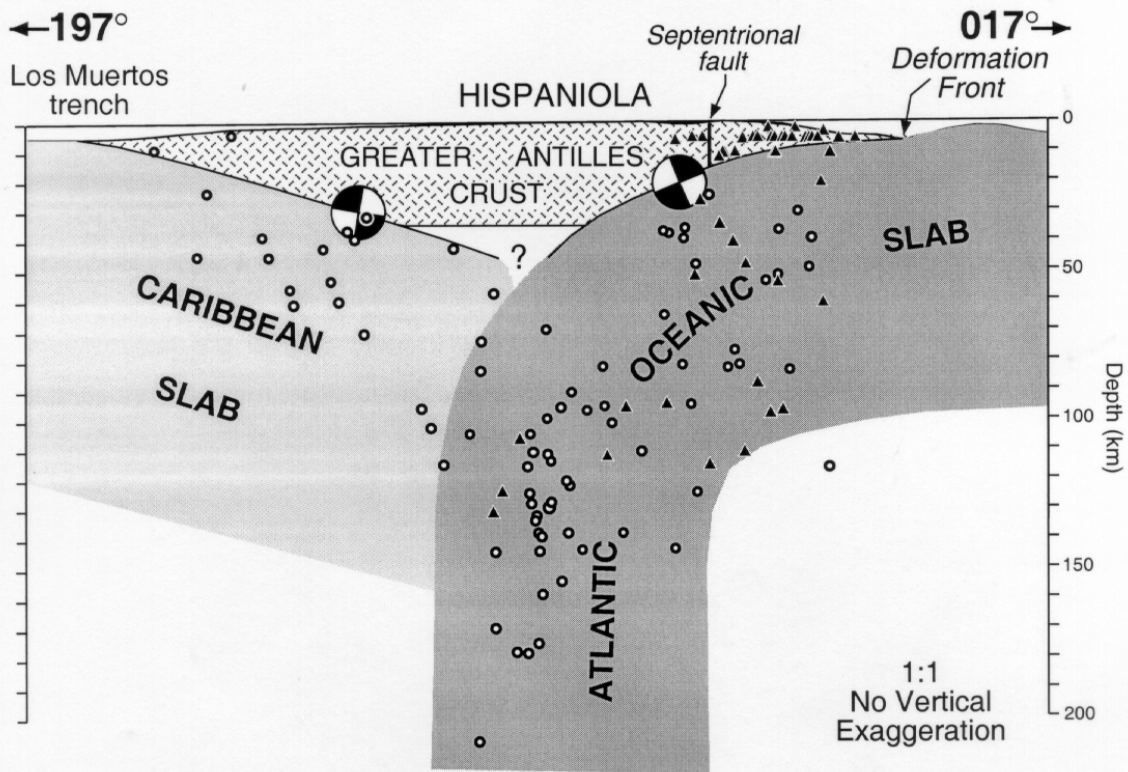 ←197°
017°→
Los Muertos
trench
Septentrional
fault
Deformation
Front
HISPANIOLA
GREATER ANTILLES
CRUST
?
CARIBBEAN
SLAB
OCEANIC
SLAB
ATLANTIC
0
50
100
150
200
Depth (km)
1:1
No Vertical
Exaggeration